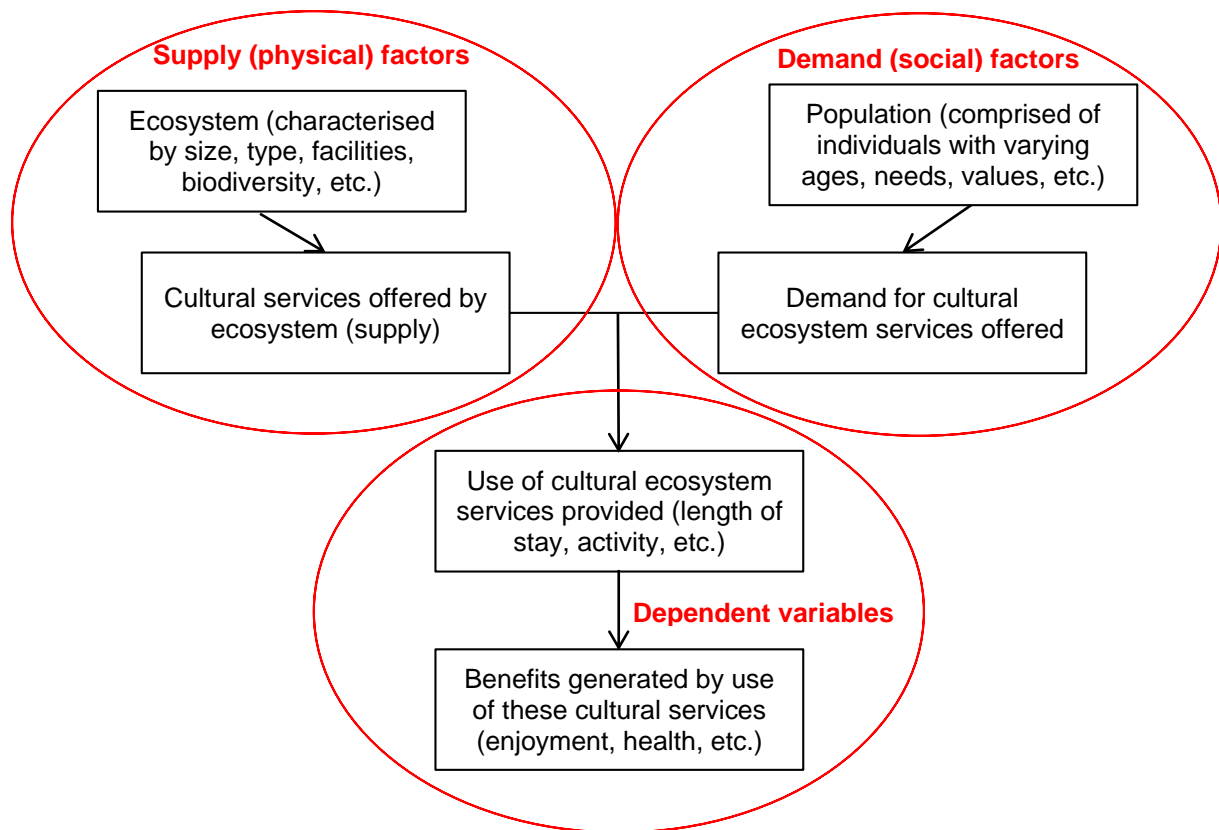 Supply (physical) factors
Ecosystem (characterised
by size, type, facilities,
biodiversity, etc.)
Cultural services offered by
ecosystem (supply)
Demand (social) factors
Population (comprised of
individuals with varying
ages, needs, values, etc.)
Demand for cultural
ecosystem services offered
Use of cultural ecosystem
services provided (length of
stay, activity, etc.)
Dependent variables
Benefits generated by use
of these cultural services
(enjoyment, health, etc.)